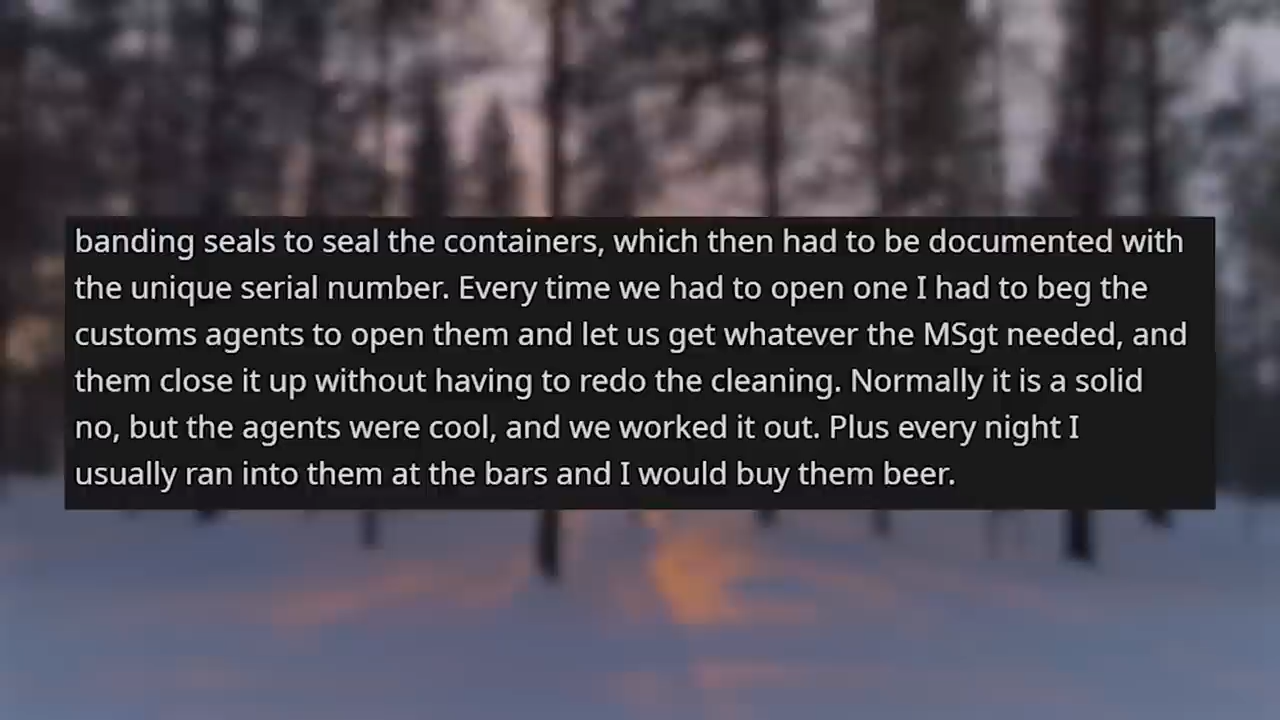 banding seals to seal the containers, which then had to be documented with
the unique serial number. Every time we had to open one I had to beg the
customs agents to open them and let us get whatever the MSgt needed, and
them close it up without having to redo the cleaning. Normally it is a solid
no, but the agents were cool, and we worked it out. Plus every night I
usually ran into them at the bars and I would buy them beer.